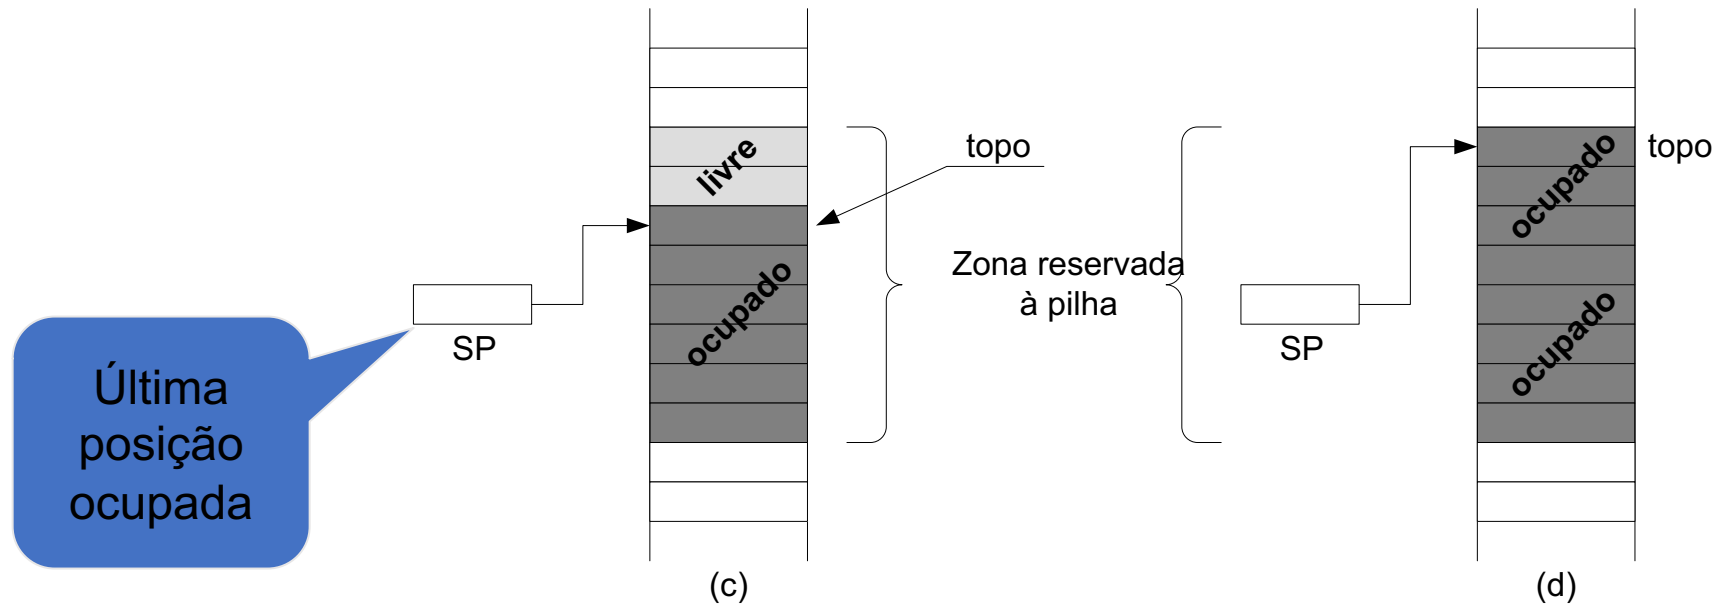 livre
topo
ocupado
Zona reservada
à pilha
SP
Última
posição
ocupada
(c)
ocupado
topo
ocupado
SP
(d)